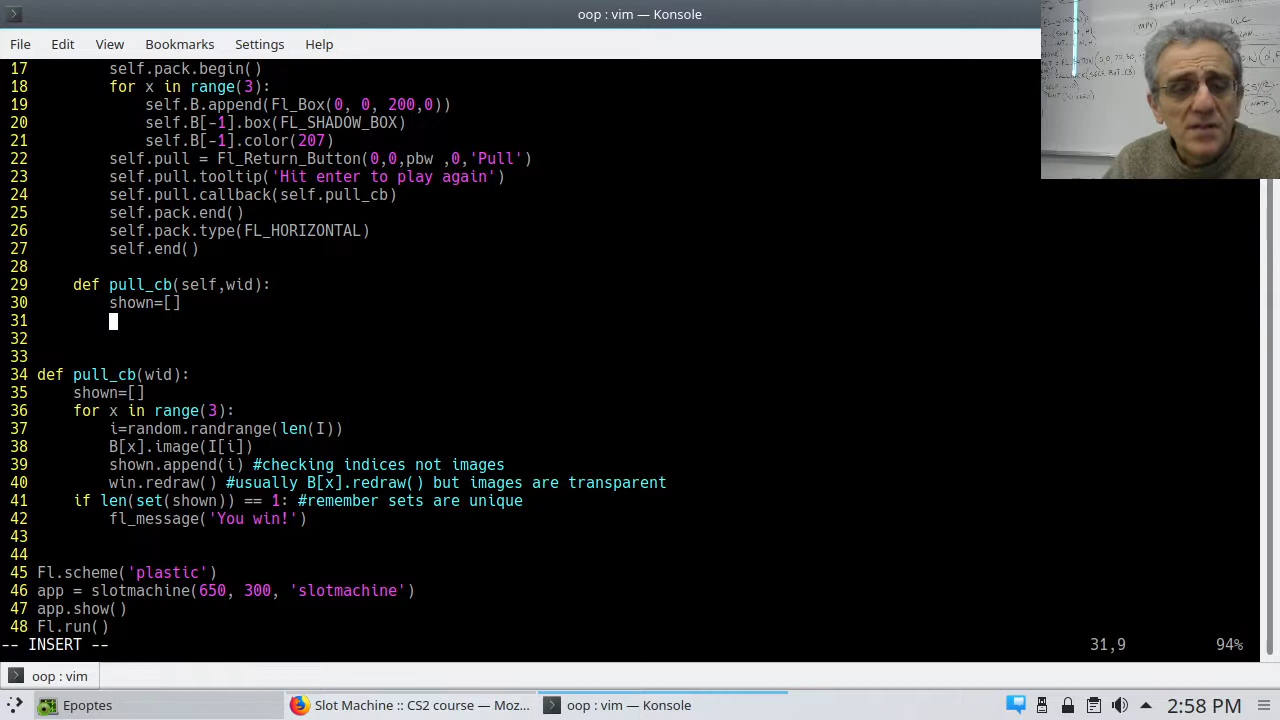 oop : vim — Konsole
File Edit View Bookmarks Settings Help
17 self.pack.begin()
18 for x in range(3):
19 self.B.append(Fl_Box(0, 0, 200,0))
20 self.B[-1].box(FL_SHADOW_BOX)
21 self.B[-1].color(207)
22 self.pull = Fl_Return_Button(0,0,pbw ,0,'Pull')
23 self.pull.tooltip('Hit enter to play again')
24 self.pull.callback(self.pull_cb)
25 self.pack.end()
26 self.pack.type(FL_HORIZONTAL)
27 self.end()
28
29 def pull_cb(self,wid):
30 shown=[]
31
32
33
34 def pull_cb(wid):
35 shown=[]
36 for x in range(3):
37 i=random.randrange(len(I))
38 B[x].image(I[i])
39 shown.append(i) #checking indices not images
40 win.redraw() #usually B[x].redraw() but images are transparent
41 if len(set(shown)) == 1: #remember sets are unique
42 fl_message('You win!')
43
44
45 Fl.scheme('plastic')
46 app = slotmachine(650, 300, 'slotmachine')
47 app.show()
48 Fl.run()
-- INSERT -- 31,9 94%
oop : vim
Epoptes Slot Machine :: CS2 course — Moz... oop : vim — Konsole 2:58 PM